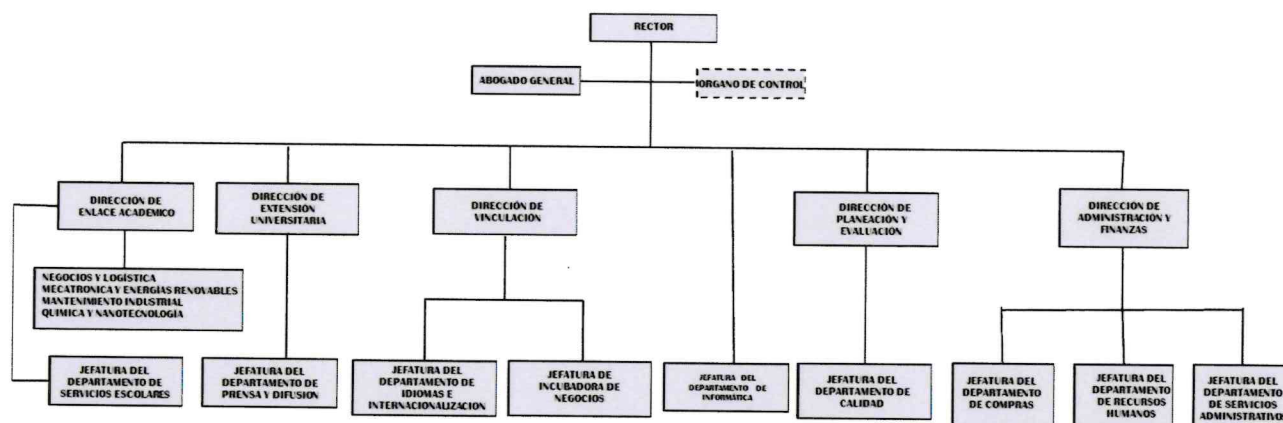 RECTOR
ABOGADO GENERAL
ORGANO DE CONTROL
DIRECCIÓN DE
ENLACE ACADÉMICO
DIRECCIÓN DE
EXTENSIÓN
UNIVERSITARIA
DIRECCIÓN DE
VINCULACIÓN
DIRECCIÓN DE
PLANEACIÓN Y
EVALUACIÓN
DIRECCIÓN DE
ADMINISTRACIÓN Y
FINANZAS
NEGOCIOS Y LOGÍSTICA
MECATRONICA Y ENERGÍAS RENOVABLES
MANTENIMIENTO INDUSTRIAL
QUIMICA Y NANOTECNOLOGÍA
JEFATURA DEL
DEPARTAMENTO DE
SERVICIOS ESCOLARES
JEFATURA DEL
DEPARTAMENTO DE
PRENSA Y DIFUSION
JEFATURA DEL
DEPARTAMENTO DE
IDIOMAS E
INTERNACIONALIZACION
JEFATURA DE
INCUBADORA DE
NEGOCIOS
JEFATURA DEL
DEPARTAMENTO DE
INFORMÁTICA
JEFATURA DEL
DEPARTAMENTO DE
CALIDAD
JEFATURA DEL
DEPARTAMENTO
DE COMPRAS
JEFATURA DEL
DEPARTAMENTO
DE RECURSOS
HUMANOS
JEFATURA DEL
DEPARTAMENTO
DE SERVICIOS
ADMINISTRATIVOS